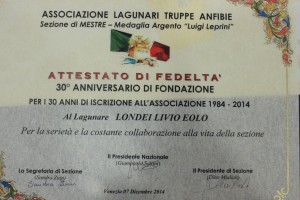 ASSOCIAZIONE LAGUNARI TRUPPE ANFIBIE
Sezione di MESTRE – Medaglia Argento "Luigi Leprini"
ATTESTATO DI FEDELTA'
30° ANNIVERSARIO DI FONDAZIONE
PER I 30 ANNI DI ISCRIZIONE ALL'ASSOCIAZIONE 1984 - 2014
Al Lagunare LONDEI LIVIO EOLO
Per la serietà e la costante collaborazione alla vita della sezione
Il Presidente Nazionale
La Segretaria di Sezione
Il Presidente di Sezione
Venezia 07 Dicembre 2014